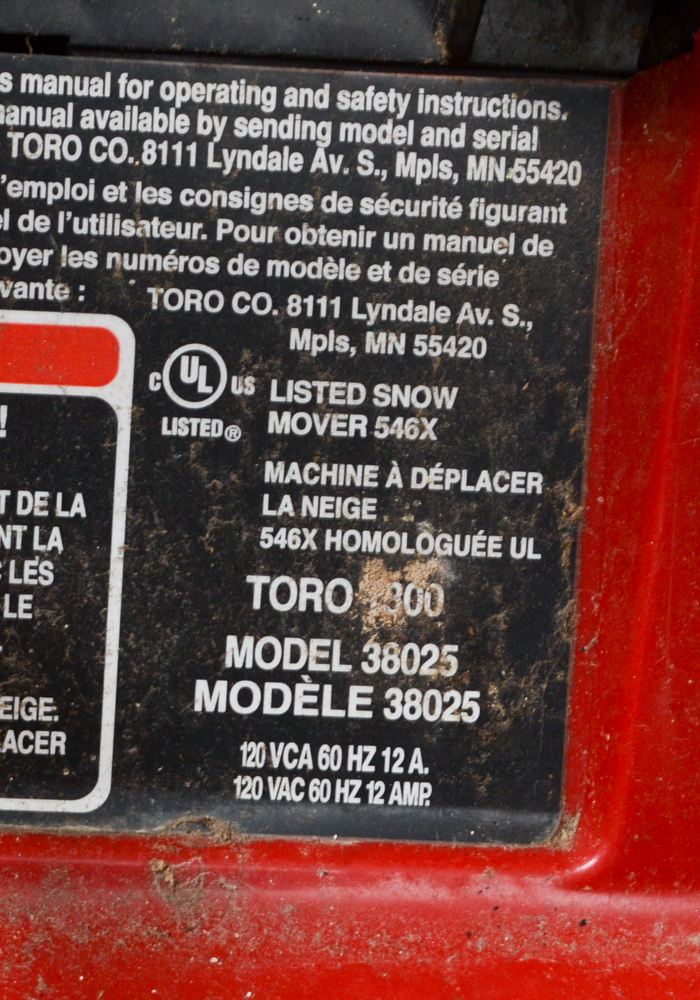 s manual for operating and safety instructions.
anual available by sending model and serial
TORO CO. 8111 Lyndale Av. S., Mpls, MN 55420
'emploi et les consignes de sécurité figurant
el de l'utilisateur. Pour obtenir un manuel de
oyer les numéros de modèle et de série
vante : TORO CO. 8111 Lyndale Av. S.,
Mpls, MN 55420
C UL US
LISTED®
LISTED SNOW
MOVER 546X
MACHINE À DÉPLACER
LA NEIGE
546X HOMOLOGUÉE UL
!
T DE LA
NT LA
LES
LE
EIGE.
ACER
TORO
MODEL 38025
MODÈLE 38025
120 VCA 60 HZ 12 A.
120 VAC 60 HZ 12 AMP.